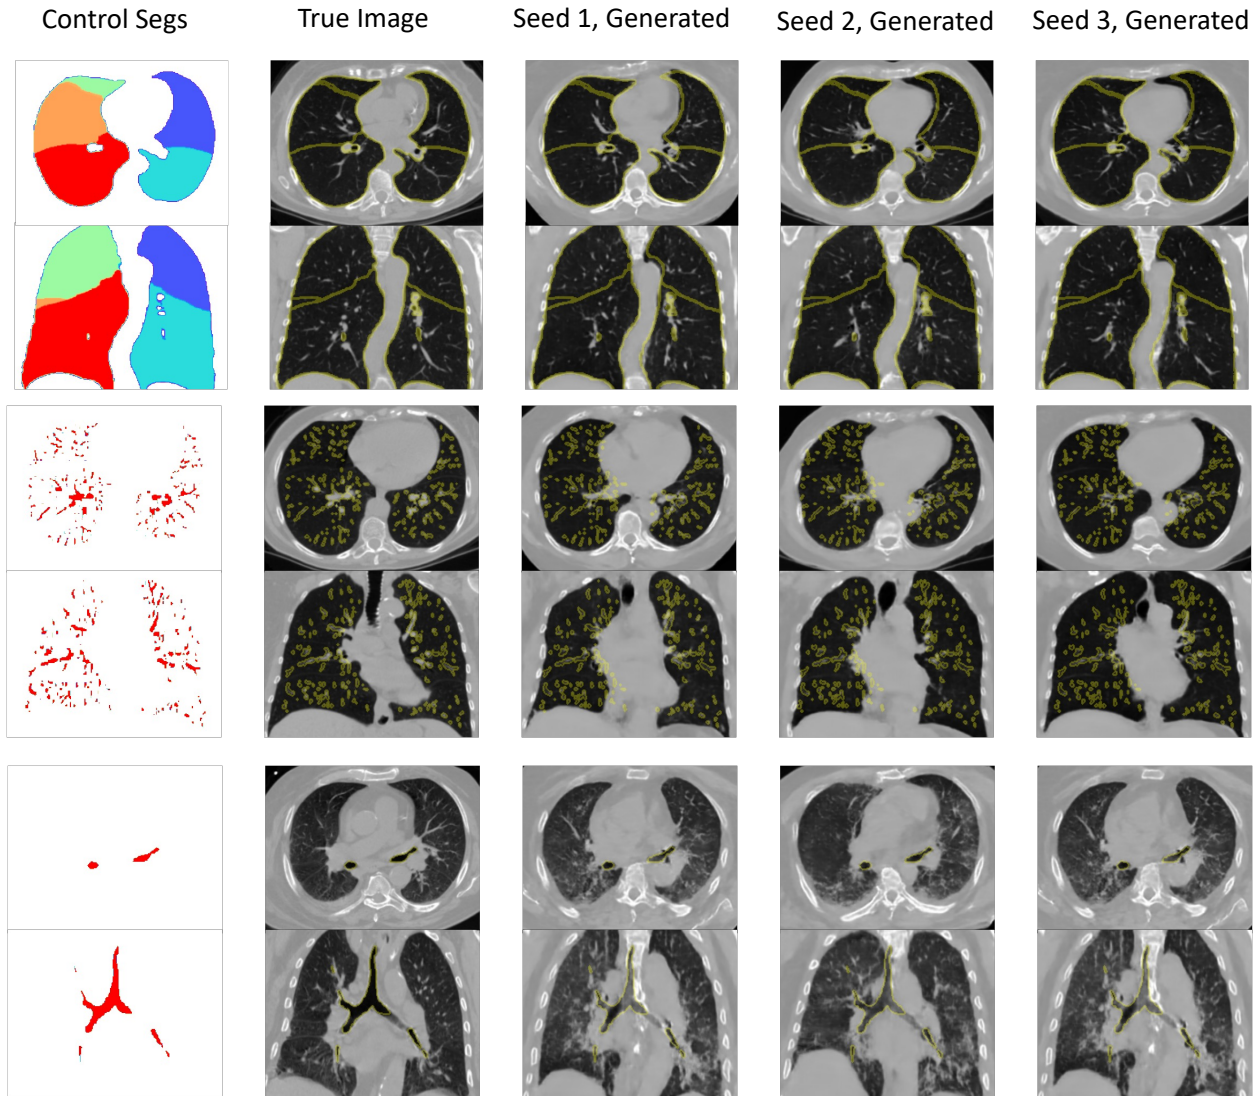 Control Segs
True Image
Seed 1, Generated
Seed 2, Generated
Seed 3, Generated